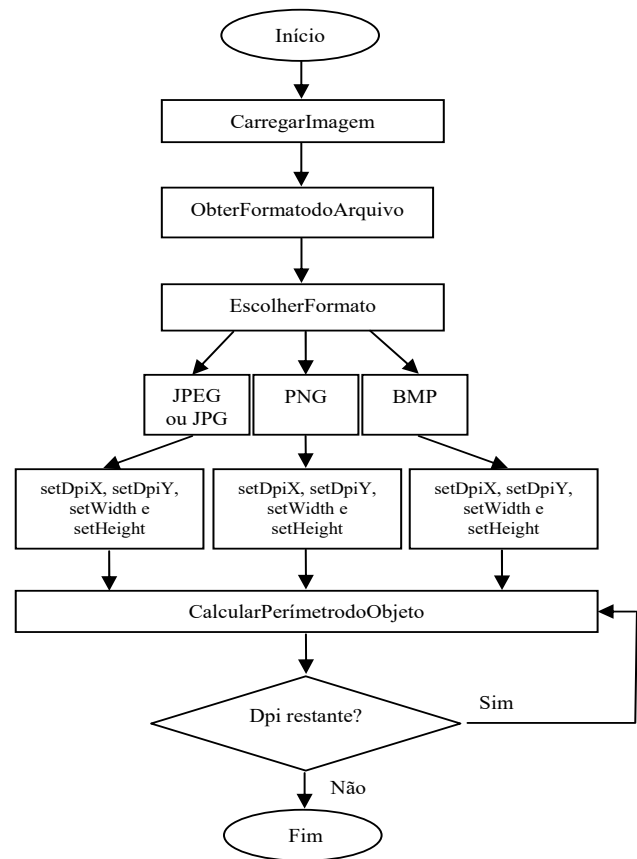 Início
CarregarImagem
ObterFormatodoArquivo
EscolherFormato
JPEG
ou JPG
PNG
BMP
setDpiX, setDpiY,
setWidth e
setHeight
setDpiX, setDpiY,
setWidth e
setHeight
setDpiX, setDpiY,
setWidth e
setHeight
CalcularPerímetrodoObjeto
Dpi restante?
Sim
Não
Fim